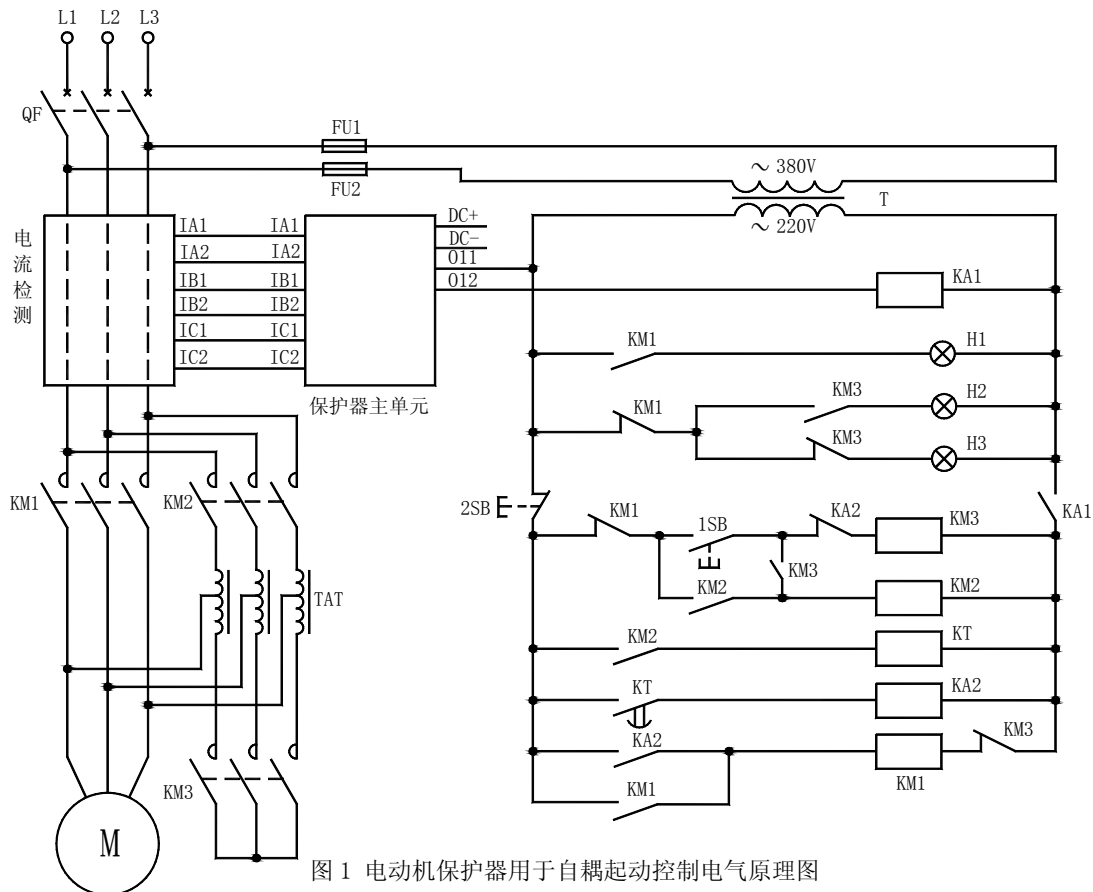 L1 L2 L3
QF
FU1
FU2
～380V
T
～220V
电流检测
IA1 IA1
IA2 IA2
IB1 IB1
IB2 IB2
IC1 IC1
IC2 IC2
DC+
DC-
O11
O12
保护器主单元
KA1
KM1 H1
KM1 KM3 H2
KM3 H3
KM1 KM2
2SB KM1 1SB KA2 KM3 KA1
KM3
KM2 KM2
TAT
KM2 KT
KT KA2
KA2 KM3
KM1 KM1
KM3
M
图 1 电动机保护器用于自耦起动控制电气原理图